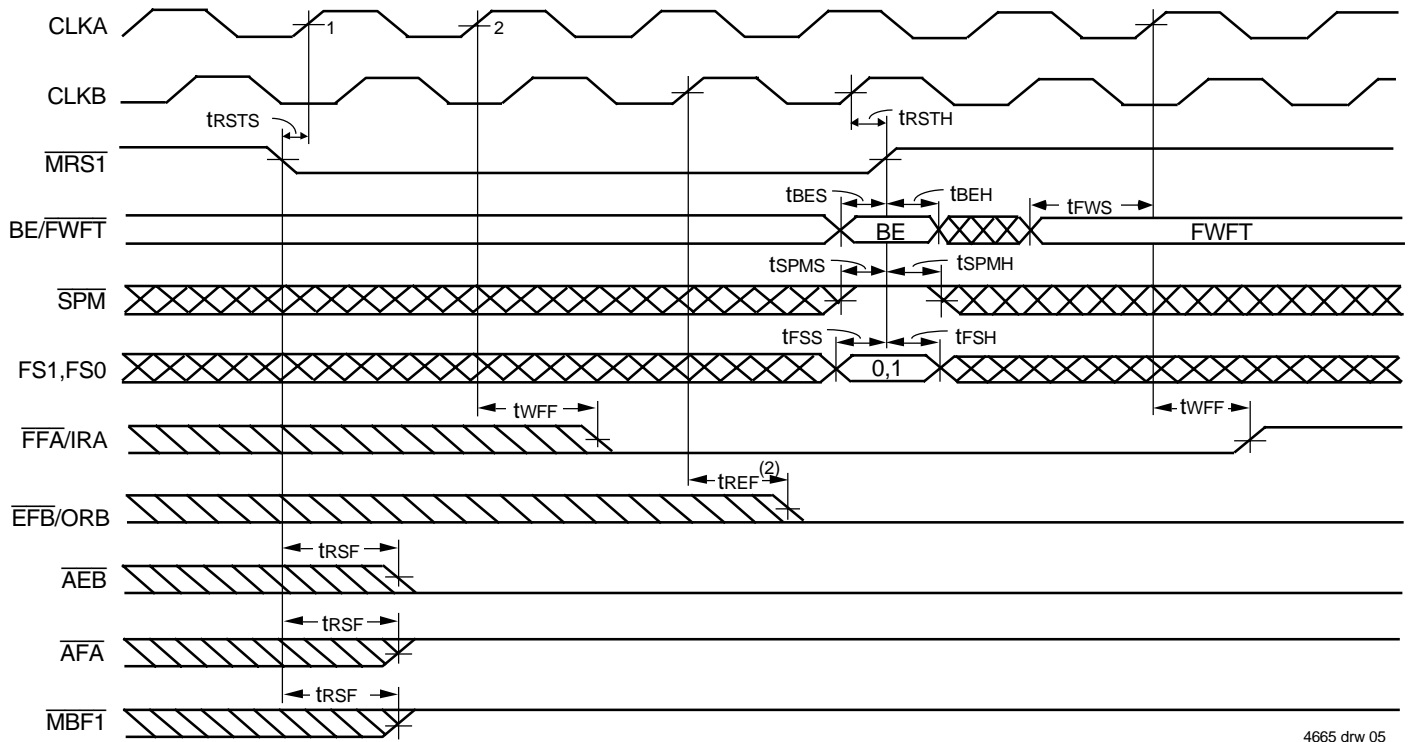 CLKA
1
2
CLKB
tRSTS
tRSTH
MRS1
tBES
tBEH
tFWS
BE/FWFT
BE
FWFT
tSPMS
tSPMH
SPM
tFSS
tFSH
FS1,FS0
0,1
tWFF
tWFF
FFA/IRA
tREF(2)
EFB/ORB
tRSF
AEB
tRSF
AFA
tRSF
MBF1
4665 drw 05